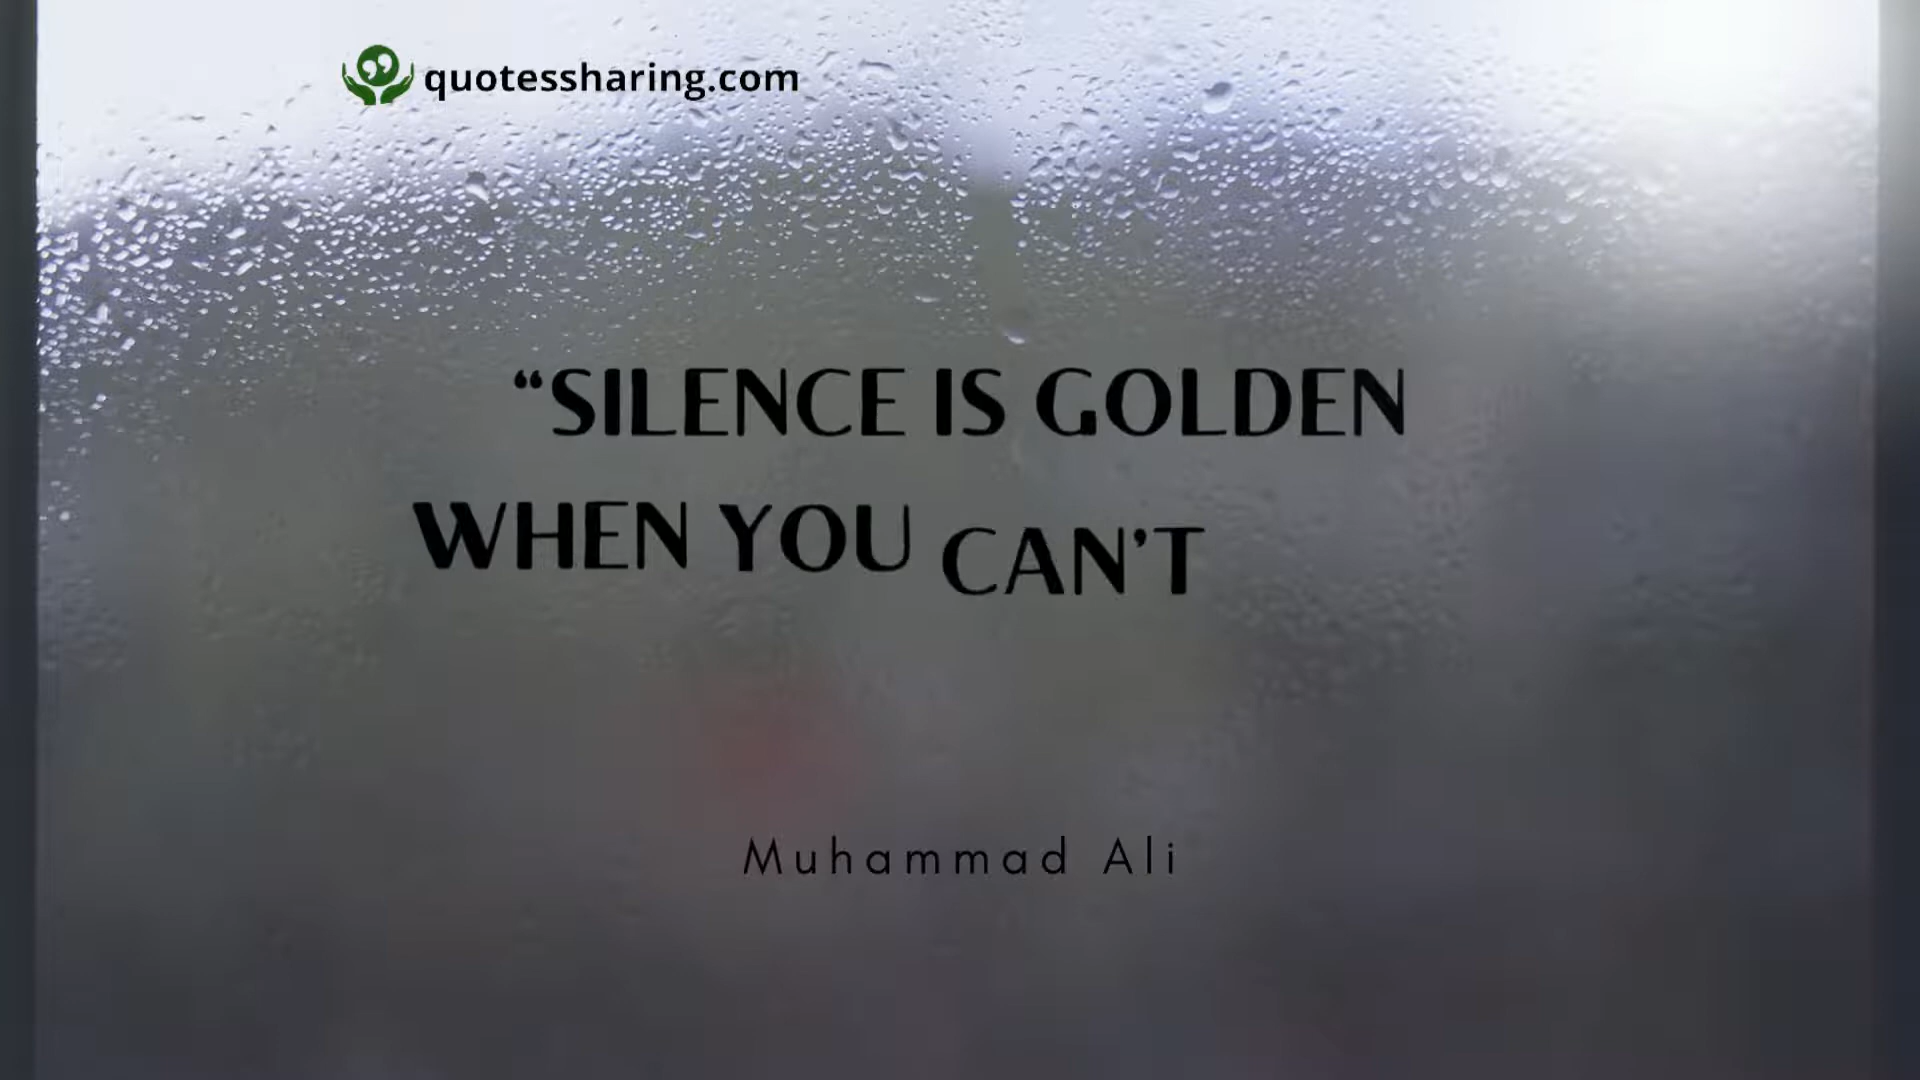 quotessharing.com
“SILENCE IS GOLDEN
WHEN YOU CAN’T
Muhammad Ali